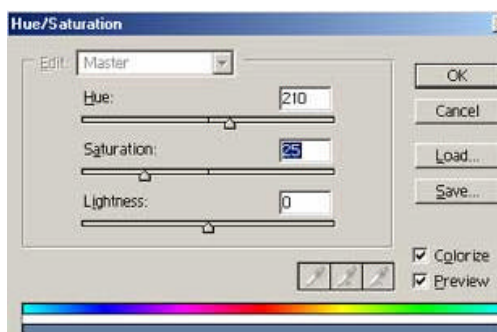 Hue/Saturation
Edit: Master
OK
Hue: 210
Cancel
Saturation: 25
Load...
Lightness: 0
Save...
Colorize
Preview